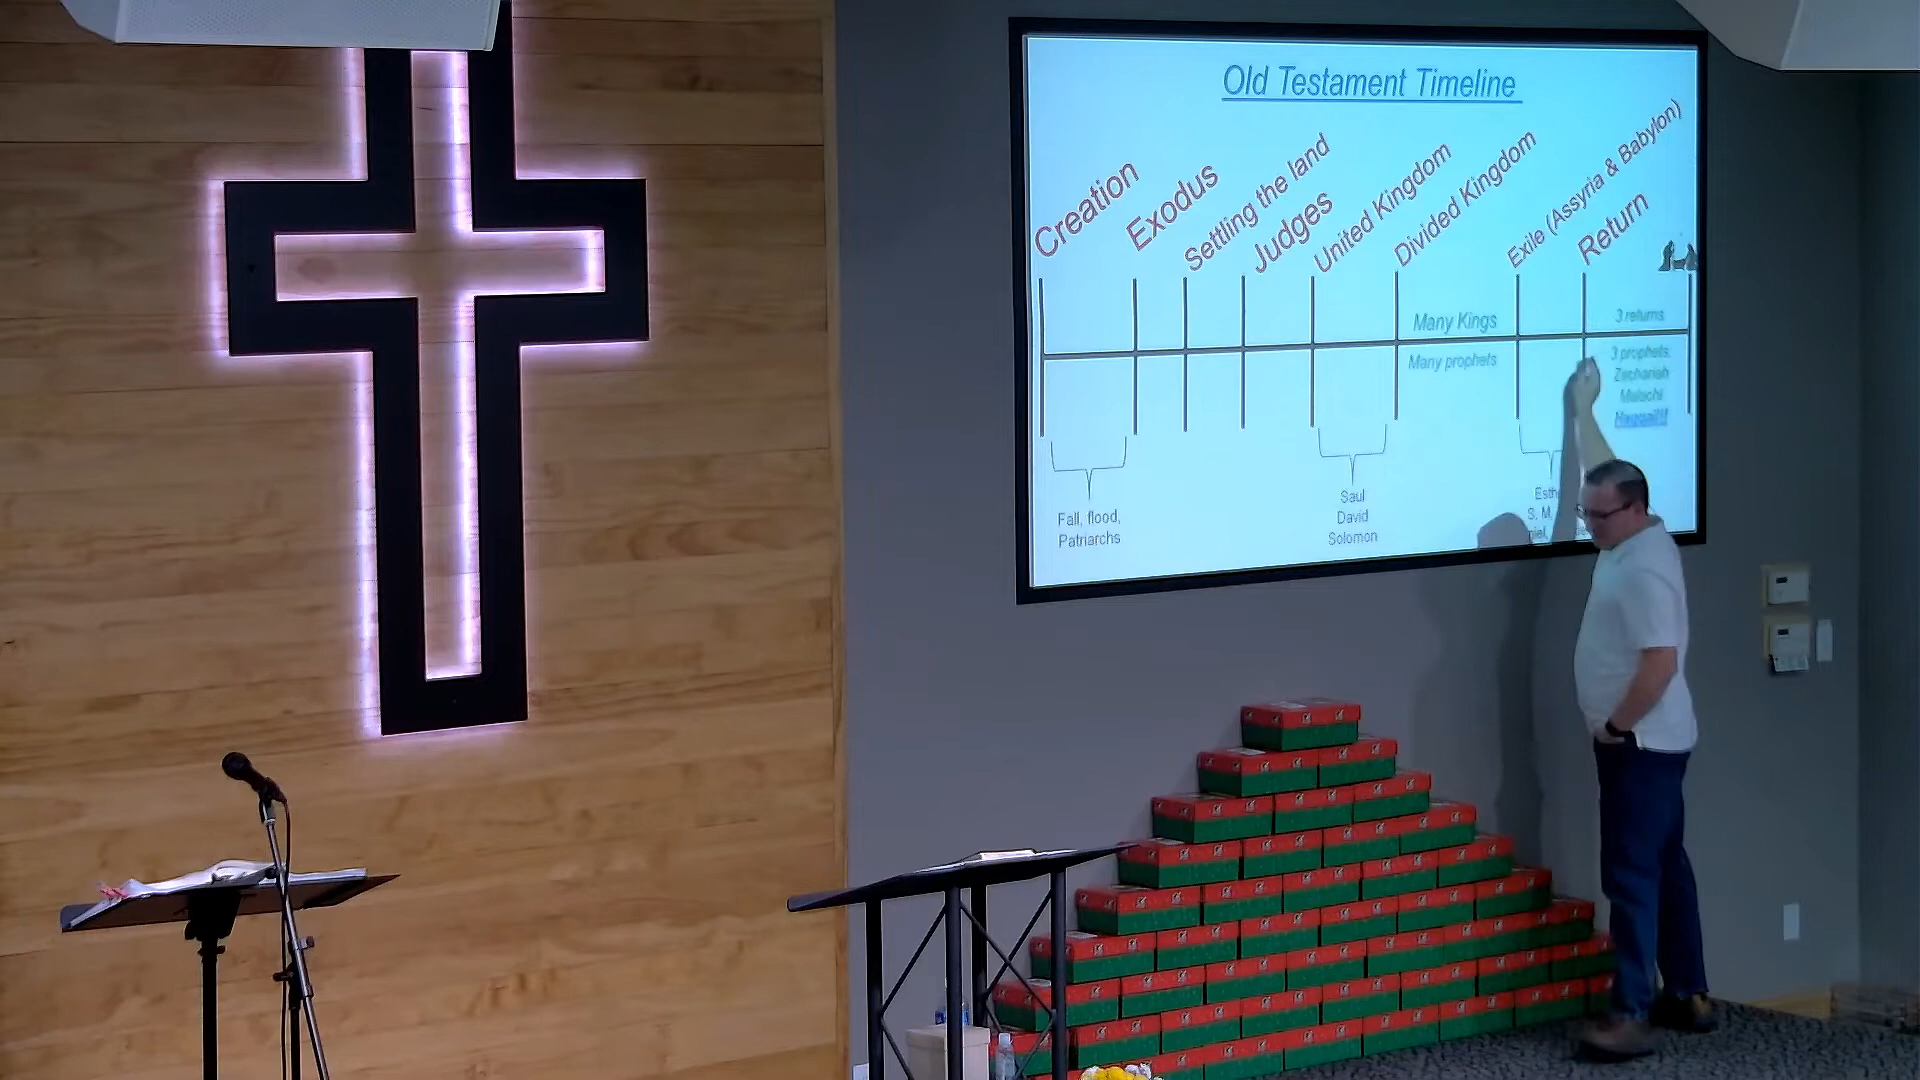 Old Testament Timeline
Creation
Exodus
Settling the land
Judges
United Kingdom
Divided Kingdom
Exile (Assyria & Babylon)
Return
Many Kings
3 returns
Many prophets
3 prophets,
Zechariah
Malachi
Haggai!!!
Fall, flood,
Patriarchs
Saul
David
Solomon
S, M,